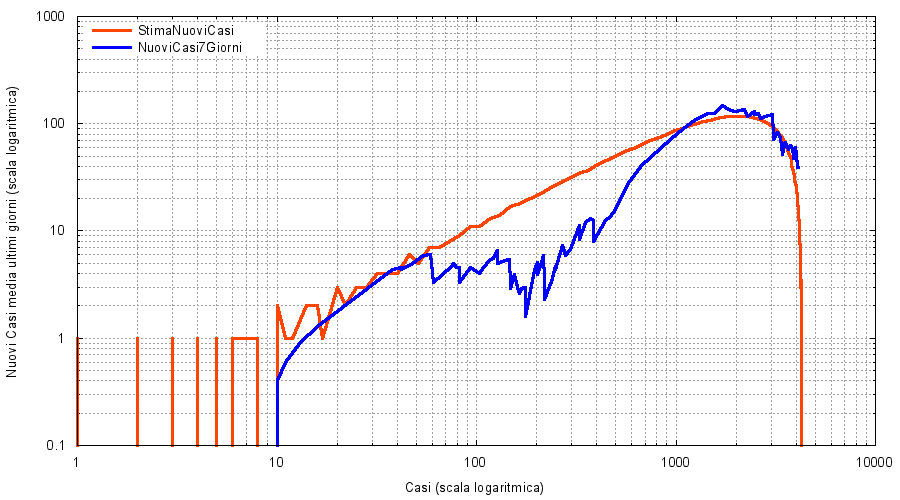 1000
StimaNuoviCasi
NuoviCasi7Giorni
100
10
1
0.1
Nuovi Casi media ultimi giorni (scala logaritmica)
1 10 100 1000 10000
Casi (scala logaritmica)